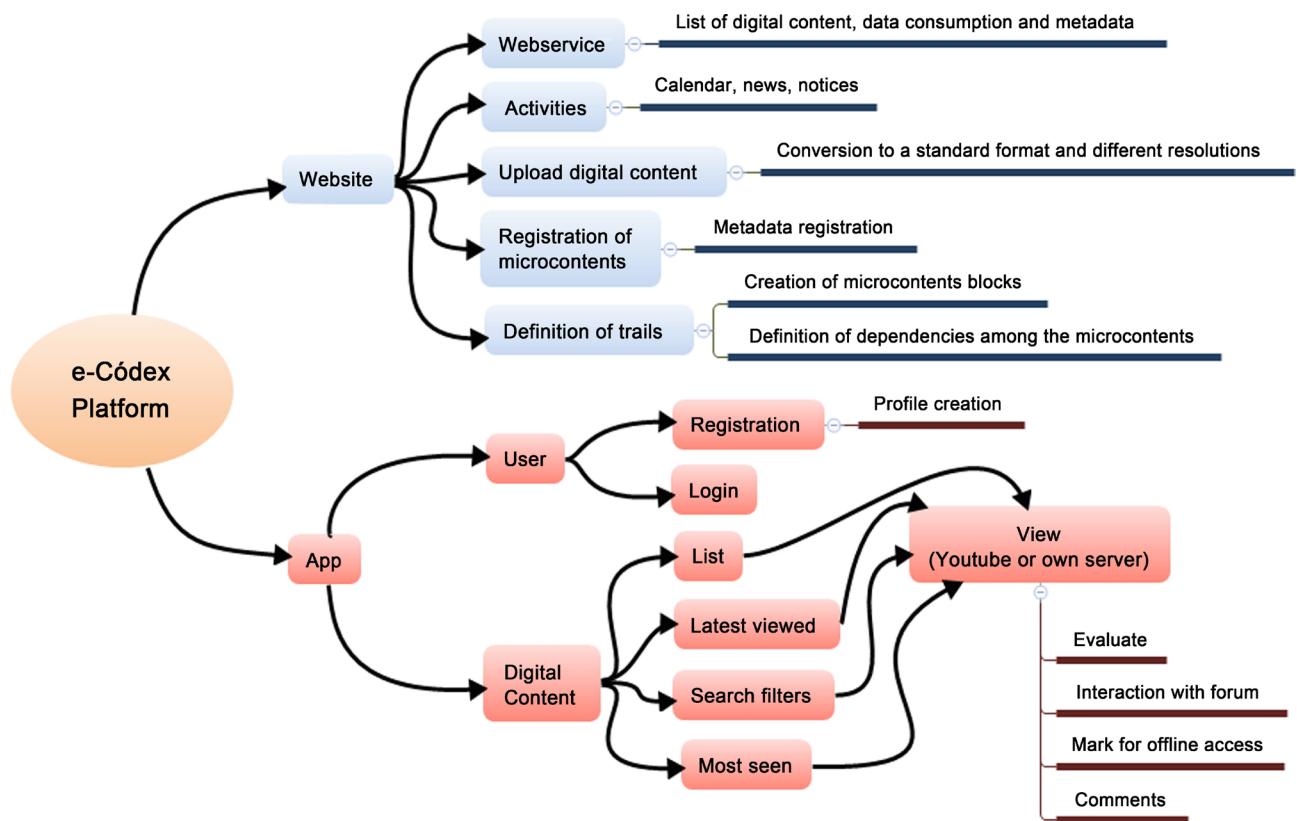 List of digital content, data consumption and metadata
Webservice
Calendar, news, notices
Activities
Conversion to a standard format and different resolutions
Upload digital content
Website
Metadata registration
Registration of
microcontents
Creation of microcontents blocks
Definition of trails
Definition of dependencies among the microcontents
e-Códex
Platform
Profile creation
Registration
User
Login
App
List
View
(Youtube or own server)
Latest viewed
Evaluate
Digital
Content
Search filters
Interaction with forum
Mark for offline access
Most seen
Comments